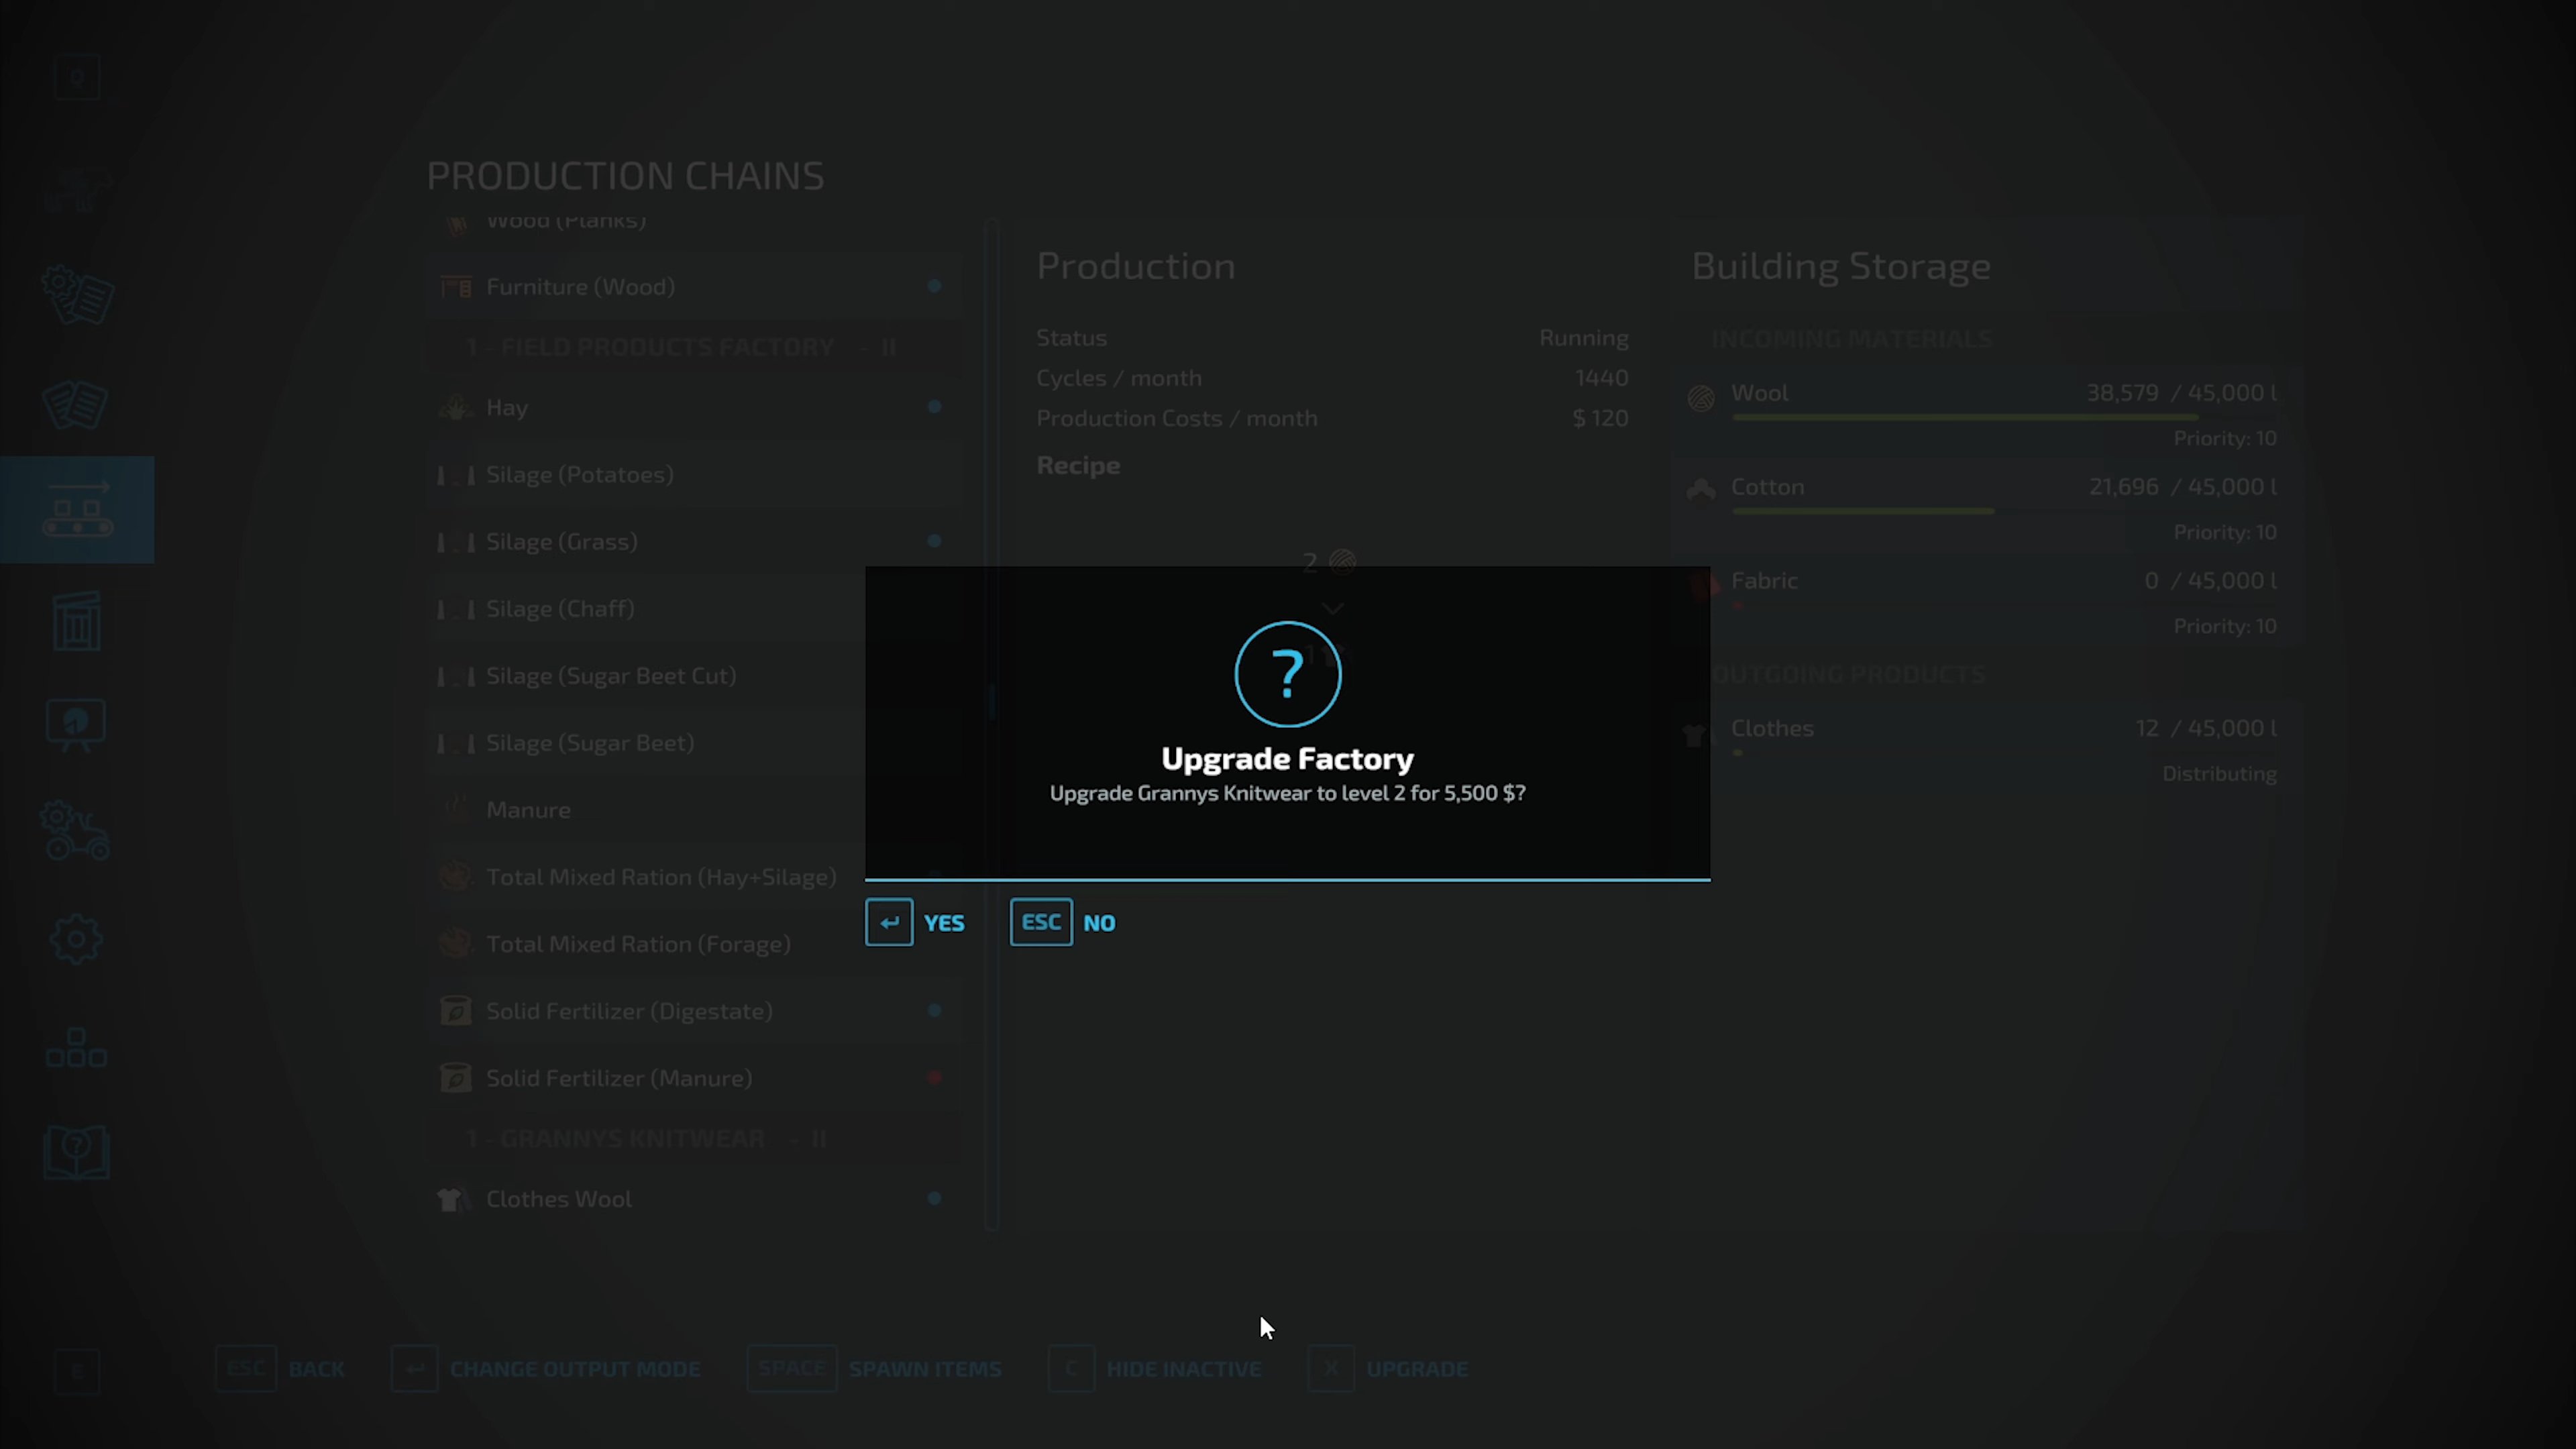 Q
PRODUCTION CHAINS
Wood (Planks)
Furniture (Wood)
1 - FIELD PRODUCTS FACTORY - II
Hay
Silage (Potatoes)
Silage (Grass)
Silage (Chaff)
Silage (Sugar Beet Cut)
Silage (Sugar Beet)
Manure
Total Mixed Ration (Hay+Silage)
Total Mixed Ration (Forage)
Solid Fertilizer (Digestate)
Solid Fertilizer (Manure)
1 - GRANNYS KNITWEAR - II
Clothes Wool
Production
Status Running
Cycles / month 1440
Production Costs / month $ 120
Recipe
2
1
Building Storage
INCOMING MATERIALS
Wool 38,579 / 45,000 l
Priority: 10
Cotton 21,696 / 45,000 l
Priority: 10
Fabric 0 / 45,000 l
Priority: 10
OUTGOING PRODUCTS
Clothes 12 / 45,000 l
Distributing
?
Upgrade Factory
Upgrade Grannys Knitwear to level 2 for 5,500 $?
YES ESC NO
E ESC BACK CHANGE OUTPUT MODE SPACE SPAWN ITEMS C HIDE INACTIVE X UPGRADE